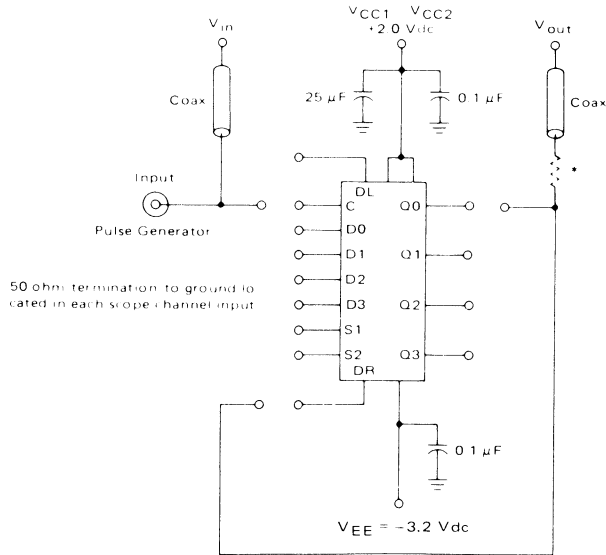 VCC1 VCC2
+2.0 Vdc
Vin
Vout
Coax
25 µF
0.1 µF
Coax
*
Input
Pulse Generator
DL
C
D0
D1
D2
D3
S1
S2
DR
Q0
Q1
Q2
Q3
50 ohm termination to ground lo
cated in each scope channel input
0.1 µF
VEE = -3.2 Vdc